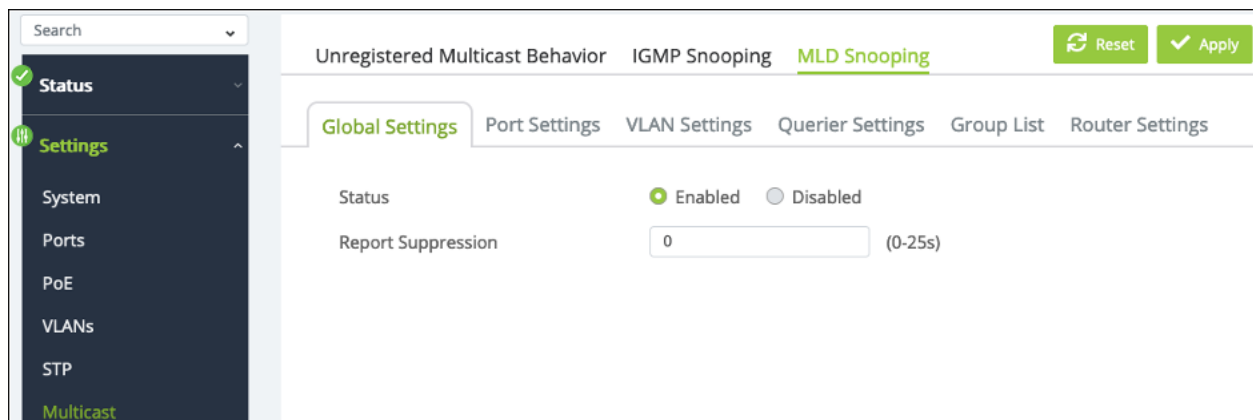 Search
Status
Settings
System
Ports
PoE
VLANs
STP
Multicast
Unregistered Multicast Behavior IGMP Snooping MLD Snooping
Reset Apply
Global Settings Port Settings VLAN Settings Querier Settings Group List Router Settings
Status Enabled Disabled
Report Suppression 0 (0-25s)